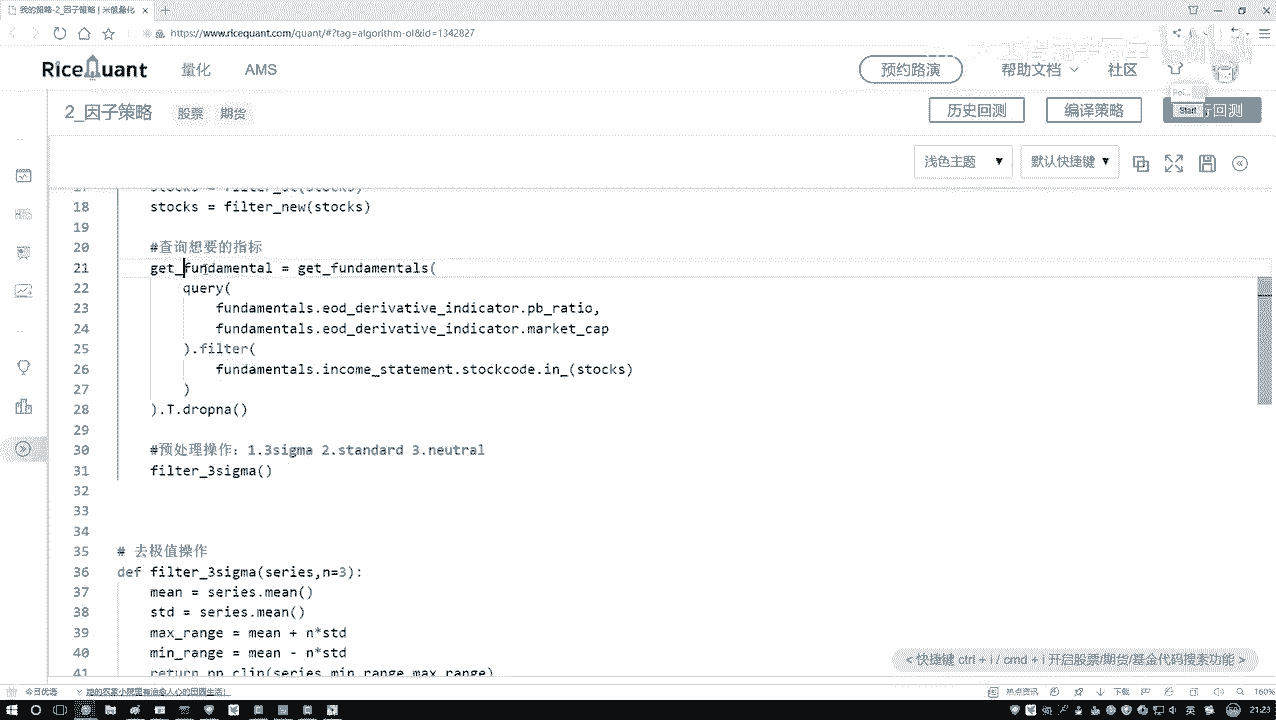 我的策略-2_因子策略 | 米筐量化
https://www.ricequant.com/quant/#?tag=algorithm-ol&id=1342827
RiceQuant 量化 AMS 预约路演 帮助文档 社区
2_因子策略 股票 期货 历史回测 编译策略 回测
Start
浅色主题 默认快捷键
18 stocks = filter_new(stocks)
19
20 #查询想要的指标
21 get_fundamental = get_fundamentals(
22 query(
23 fundamentals.eod_derivative_indicator.pb_ratio,
24 fundamentals.eod_derivative_indicator.market_cap
25 ).filter(
26 fundamentals.income_statement.stockcode.in_(stocks)
27 )
28 ).T.dropna()
29
30 #预处理操作：1.3sigma 2.standard 3.neutral
31 filter_3sigma()
32
33
34
35 # 去极值操作
36 def filter_3sigma(series,n=3):
37 mean = series.mean()
38 std = series.mean()
39 max_range = mean + n*std
40 min_range = mean - n*std
41 return np.clip(series,min_range,max_range)
< 快捷键 ctrl + i / cmd + i 开启股票/期货/基金代码搜索功能 >
今日优选 热点资讯 下载 160%
21:23